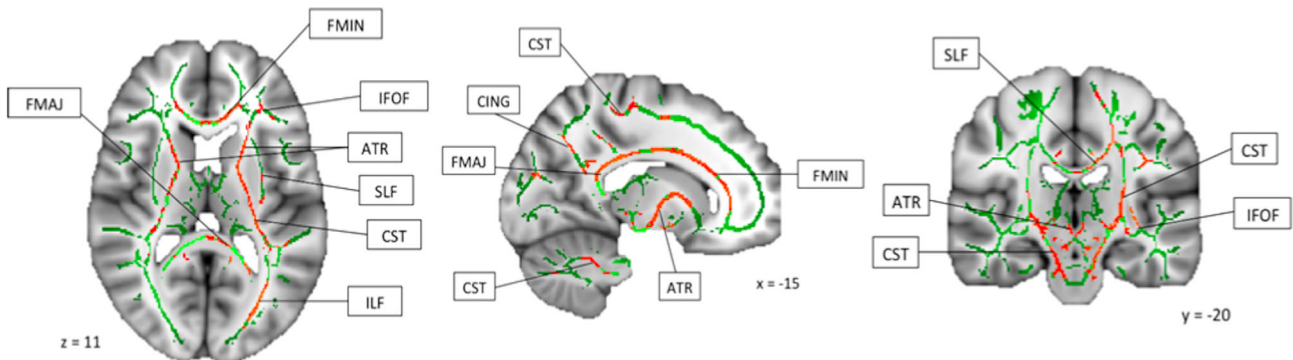 FMIN
FMAJ
IFOF
ATR
SLF
CST
ILF
z = 11
CST
CING
FMAJ
FMIN
CST
ATR
x = -15
SLF
CST
ATR
IFOF
CST
y = -20